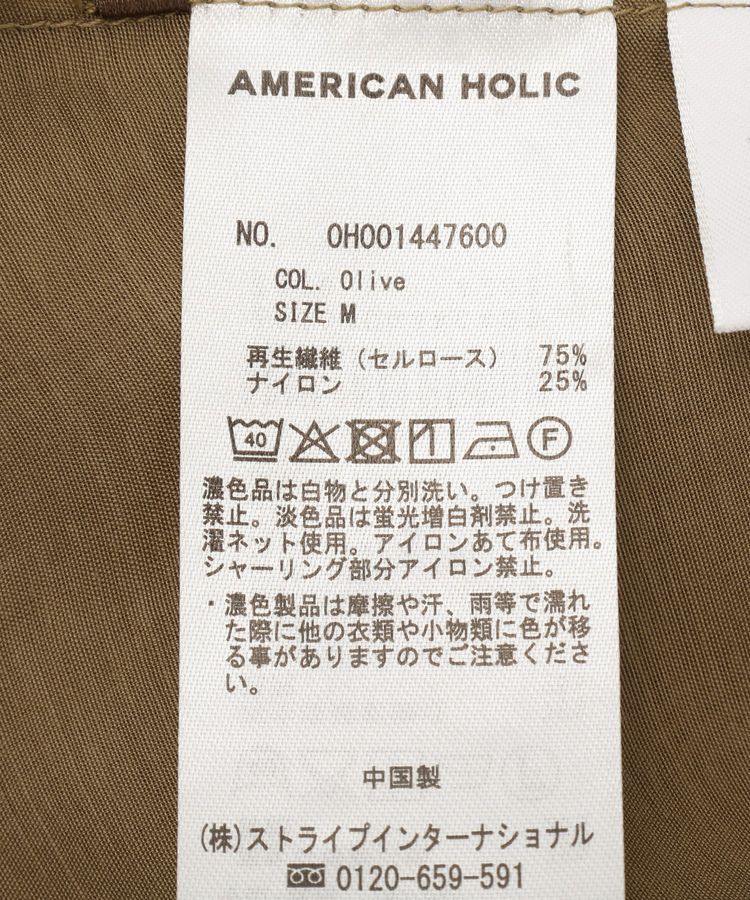 AMERICAN HOLIC
NO. 0H001447600
COL. Olive
SIZE M
再生繊維(セルロース) 75%
ナイロン 25%
40 F
濃色品は白物と分別洗い。つけ置き
禁止。淡色品は蛍光増白剤禁止。洗
濯ネット使用。アイロンあて布使用。
シャーリング部分アイロン禁止。
・濃色製品は摩擦や汗、雨等で濡れ
た際に他の衣類や小物類に色が移
る事がありますのでご注意くださ
い。
中国製
(株)ストライプインターナショナル
0120-659-591